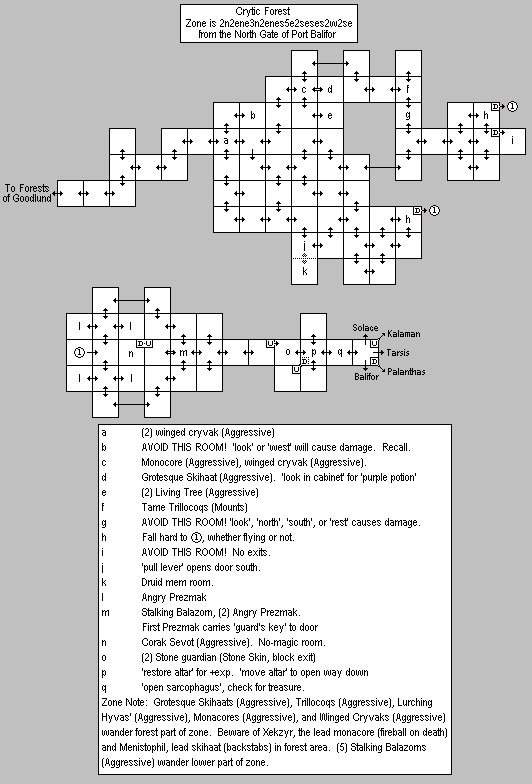 Crytic Forest
Zone is 2n2ene3n2enes5e2seses2w2se
from the North Gate of Port Balifor
c
d
f
b
e
g
D
1
h
a
D
i
To Forests
of Goodlund
l
D
1
h
j
k
l
l
Solace
Kalaman
1
n
D U
m
U
o
p
q
U
Tarsis
D
U
D
Palanthas
l
l
Balifor
a (2) winged cryvak (Aggressive)
b AVOID THIS ROOM! 'look' or 'west' will cause damage. Recall.
c Monocore (Aggressive), winged cryvak (Aggressive).
d Grotesque Skihaat (Aggressive). 'look in cabinet' for 'purple potion'
e (2) Living Tree (Aggressive)
f Tame Trillocqs (Mounts)
g AVOID THIS ROOM! 'look', 'north', 'south', or 'rest' causes damage.
h Fall hard to 1, whether flying or not.
i AVOID THIS ROOM! No exits.
j 'pull lever' opens door south.
k Druid mem room.
l Angry Prezmak
m Stalking Balazorn, (2) Angry Prezmak.
First Prezmak carries 'guard's key' to door
n Corak Sevot (Aggressive). No-magic room.
o (2) Stone guardian (Stone Skin, block exit)
p 'restore altar' for +exp. 'move altar' to open way down
q 'open sarcophagus', check for treasure.
Zone Note: Grotesque Skihaats (Aggressive), Trillocqs (Aggressive), Lurching
Hyvas' (Aggressive), Monacores (Aggressive), and Winged Cryvaks (Aggressive)
wander forest part of zone. Beware of Xekzyr, the lead monacore (fireball on death)
and Menistophil, lead skihaat (backstabs) in forest area. (5) Stalking Balazorns
(Aggressive) wander lower part of zone.